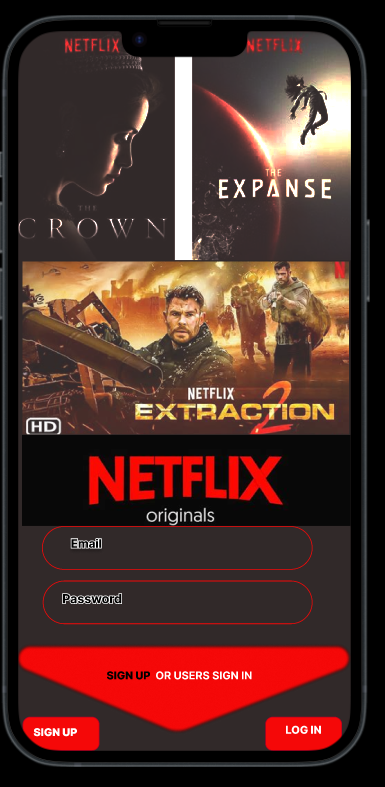 NETFLIX
NETFLIX
THE
CROWN
THE
EXPANSE
N
NETFLIX
EXTRACTION
2
HD
NETFLIX
originals
Email
Password
SIGN UP OR USERS SIGN IN
SIGN UP
LOG IN